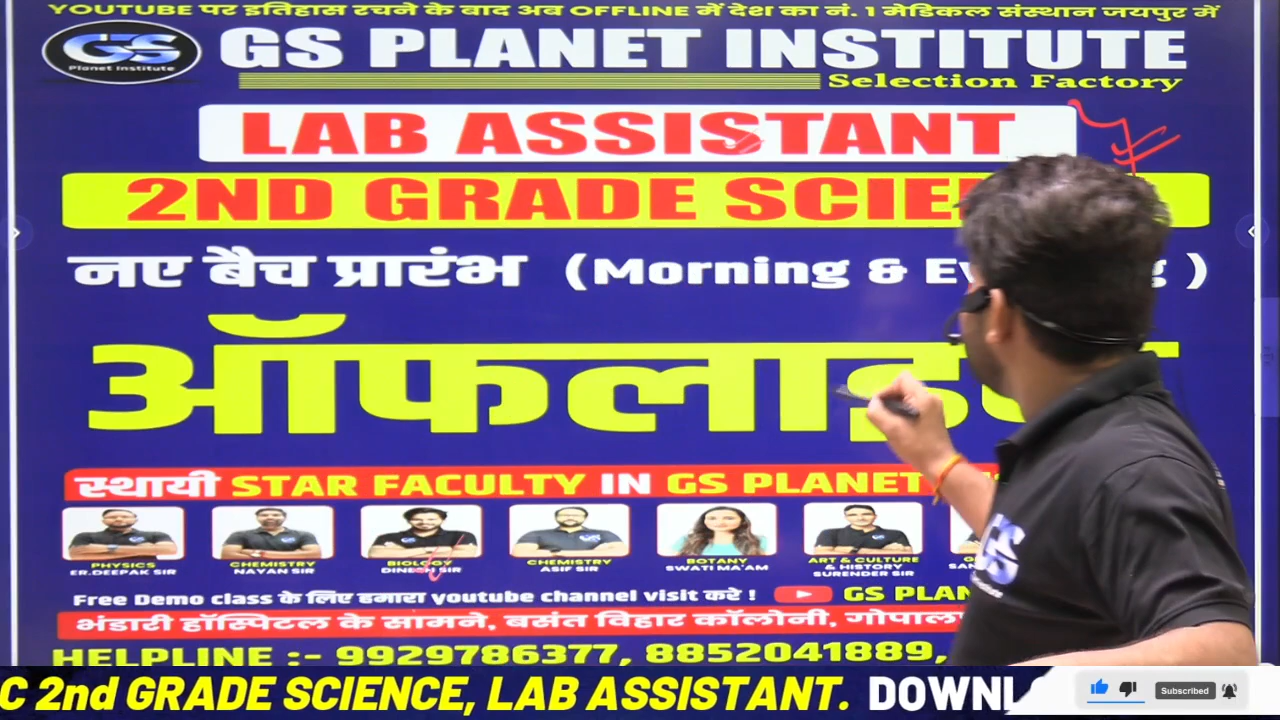 YOUTUBE पर इतिहास रचने के बाद अब OFFLINE में देश का नं. 1 मेडिकल संस्थान जयपुर में
GS
Planet Institute
GS PLANET INSTITUTE
Selection Factory
LAB ASSISTANT
2ND GRADE SCIE
नए बैच प्रारंभ (Morning & Ev g )
ऑफलाइन
स्थायी STAR FACULTY IN GS PLANET
PHYSICS
ER.DEEPAK SIR
CHEMISTRY
NAYAN SIR
BIOLOGY
DINESH SIR
CHEMISTRY
ASIF SIR
BOTANY
SWATI MA'AM
ART & CULTURE
& HISTORY
SURENDER SIR
Free Demo class के लिए हमारा youtube channel visit करे ! GS PLAN
भंडारी हॉस्पिटल के सामने, बसंत विहार कॉलोनी, गोपाल
HELPLINE :- 9929786377, 8852041889,
GS
C 2nd GRADE SCIENCE, LAB ASSISTANT. DOWNL
Subscribed